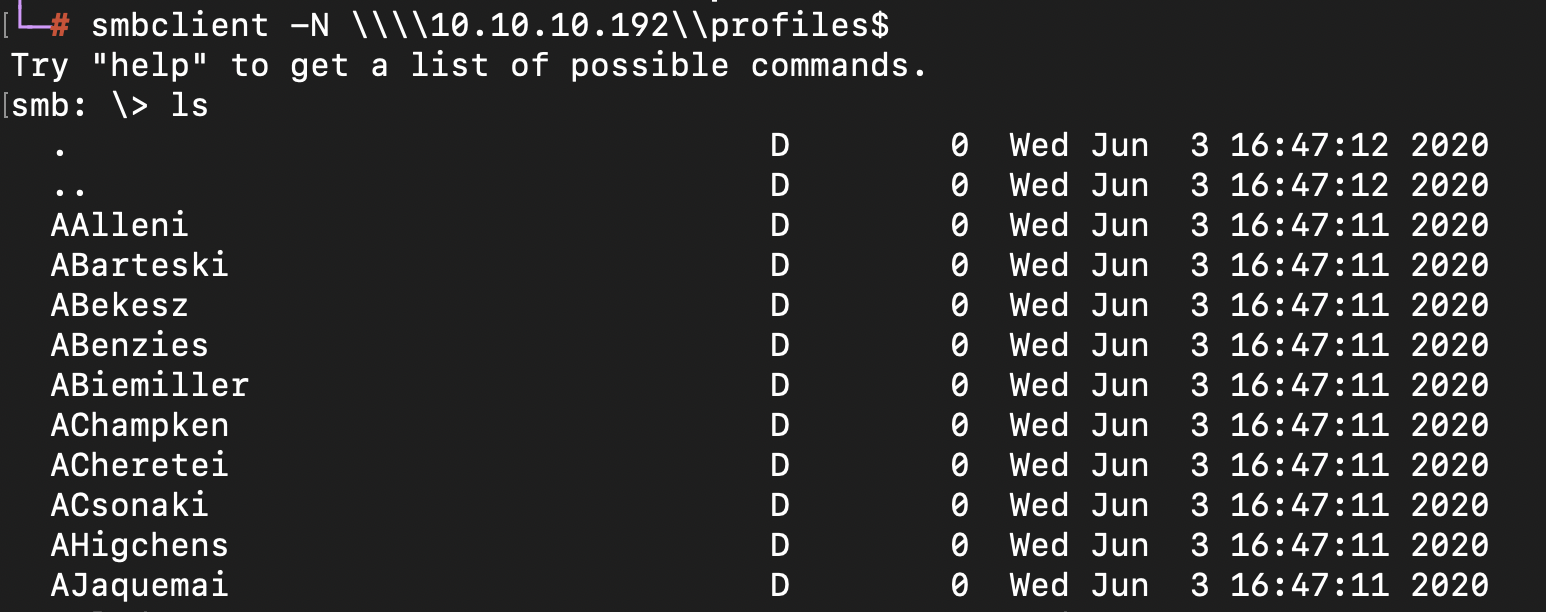 └─# smbclient -N \\\\10.10.10.192\\profiles$
Try "help" to get a list of possible commands.
smb: \> ls
  .                                   D        0  Wed Jun  3 16:47:12 2020
  ..                                  D        0  Wed Jun  3 16:47:12 2020
  AAlleni                             D        0  Wed Jun  3 16:47:11 2020
  ABarteski                           D        0  Wed Jun  3 16:47:11 2020
  ABekesz                             D        0  Wed Jun  3 16:47:11 2020
  ABenzies                            D        0  Wed Jun  3 16:47:11 2020
  ABiemiller                          D        0  Wed Jun  3 16:47:11 2020
  AChampken                           D        0  Wed Jun  3 16:47:11 2020
  ACheretei                           D        0  Wed Jun  3 16:47:11 2020
  ACsonaki                            D        0  Wed Jun  3 16:47:11 2020
  AHigchens                           D        0  Wed Jun  3 16:47:11 2020
  AJaquemai                           D        0  Wed Jun  3 16:47:11 2020